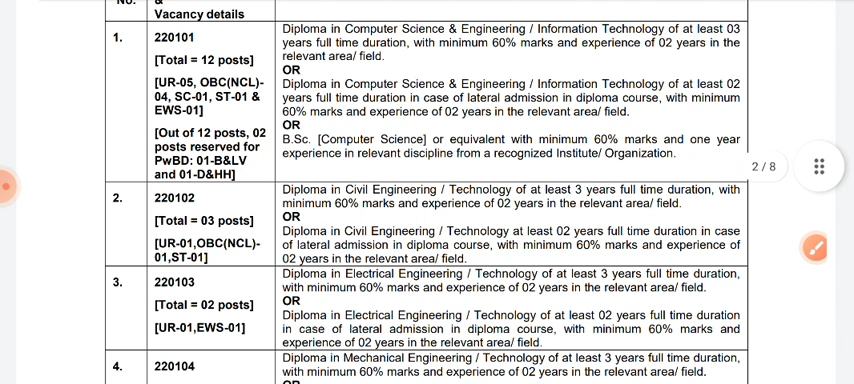 No.
&
Vacancy details
1.
220101
[Total = 12 posts]
[UR-05, OBC(NCL)-
04, SC-01, ST-01 &
EWS-01]
[Out of 12 posts, 02
posts reserved for
PwBD: 01-B&LV
and 01-D&HH]
Diploma in Computer Science & Engineering / Information Technology of at least 03
years full time duration, with minimum 60% marks and experience of 02 years in the
relevant area/ field.
OR
Diploma in Computer Science & Engineering / Information Technology of at least 02
years full time duration in case of lateral admission in diploma course, with minimum
60% marks and experience of 02 years in the relevant area/ field.
OR
B.Sc. [Computer Science] or equivalent with minimum 60% marks and one year
experience in relevant discipline from a recognized Institute/ Organization.
2 / 8
2.
220102
[Total = 03 posts]
[UR-01,OBC(NCL)-
01,ST-01]
Diploma in Civil Engineering / Technology of at least 3 years full time duration, with
minimum 60% marks and experience of 02 years in the relevant area/ field.
OR
Diploma in Civil Engineering / Technology at least 02 years full time duration in case
of lateral admission in diploma course, with minimum 60% marks and experience of
02 years in the relevant area/ field.
3.
220103
[Total = 02 posts]
[UR-01,EWS-01]
Diploma in Electrical Engineering / Technology of at least 3 years full time duration,
with minimum 60% marks and experience of 02 years in the relevant area/ field.
OR
Diploma in Electrical Engineering / Technology of at least 02 years full time duration
in case of lateral admission in diploma course, with minimum 60% marks and
experience of 02 years in the relevant area/ field.
4.
220104
Diploma in Mechanical Engineering / Technology of at least 3 years full time duration,
with minimum 60% marks and experience of 02 years in the relevant area/ field.
OR